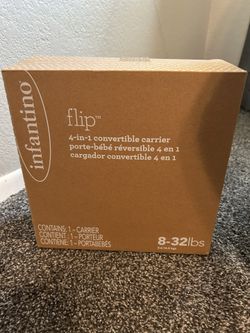 infantino
flip™
4-in-1 convertible carrier
porte-bébé réversible 4 en 1
cargador convertible 4 en 1
CONTAINS: 1 - CARRIER
CONTIENT : 1 - PORTEUR
CONTIENE: 1 - PORTABEBÉS
8-32lbs